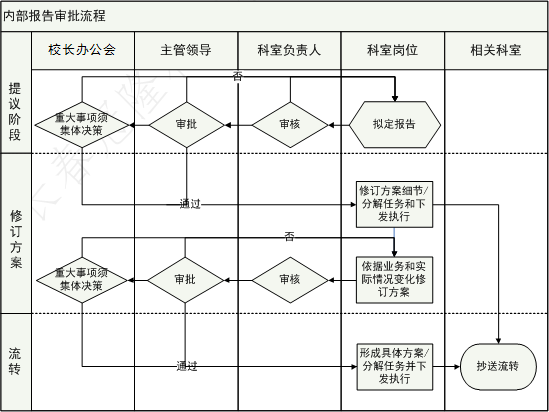 内部报告审批流程
校长办公会 主管领导 科室负责人 科室岗位 相关科室
提议阶段
否
重大事项须
集体决策
审批
审核
拟定报告
修订方案
通过
修订方案细节/
分解任务和下
发执行
否
重大事项须
集体决策
审批
审核
依据业务和实
际情况变化修
订方案
流转
通过
形成具体方案/
分解任务并下
发执行
抄送流转